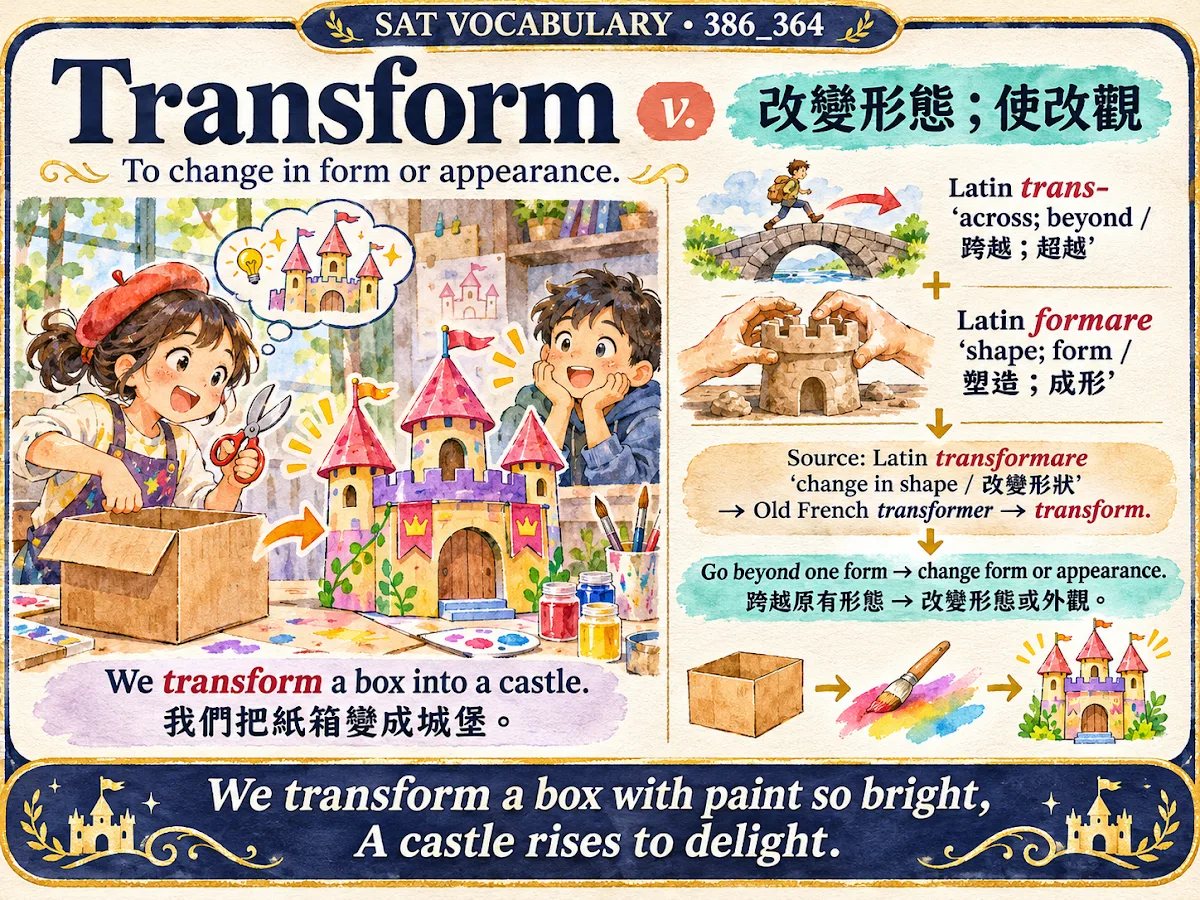 SAT VOCABULARY • 386_364
Transform
v.
改變形態；使改觀
To change in form or appearance.
Latin trans-
‘across; beyond /
跨越；超越’
+
Latin formare
‘shape; form /
塑造；成形’
Source: Latin transformare
‘change in shape / 改變形狀’
→ Old French transformer → transform.
Go beyond one form → change form or appearance.
跨越原有形態 → 改變形態或外觀。
We transform a box into a castle.
我們把紙箱變成城堡。
We transform a box with paint so bright,
A castle rises to delight.